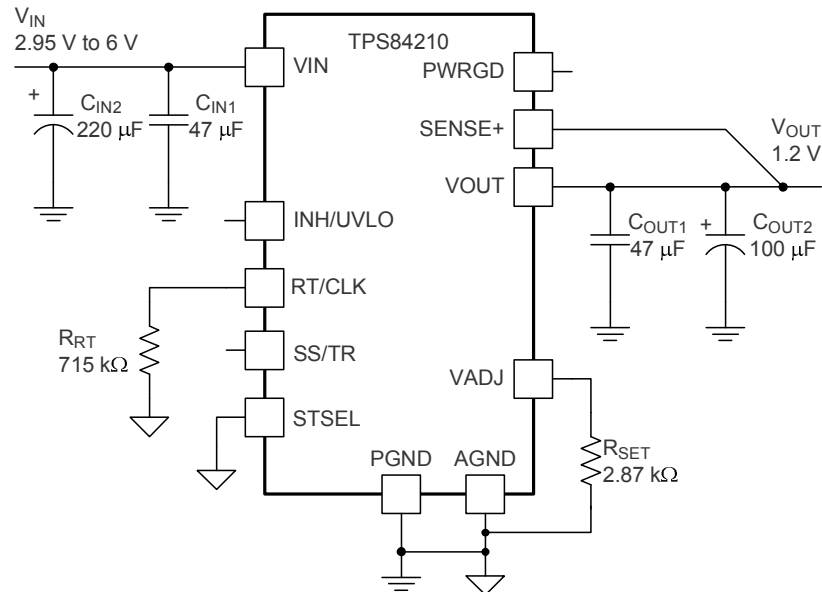 VIN
2.95 V to 6 V
TPS84210
VIN
PWRGD
+
CIN2
220 μF
CIN1
47 μF
SENSE+
VOUT
1.2 V
VOUT
INH/UVLO
COUT1
47 μF
+
COUT2
100 μF
RT/CLK
RRT
715 kΩ
SS/TR
VADJ
STSEL
PGND
AGND
RSET
2.87 kΩ